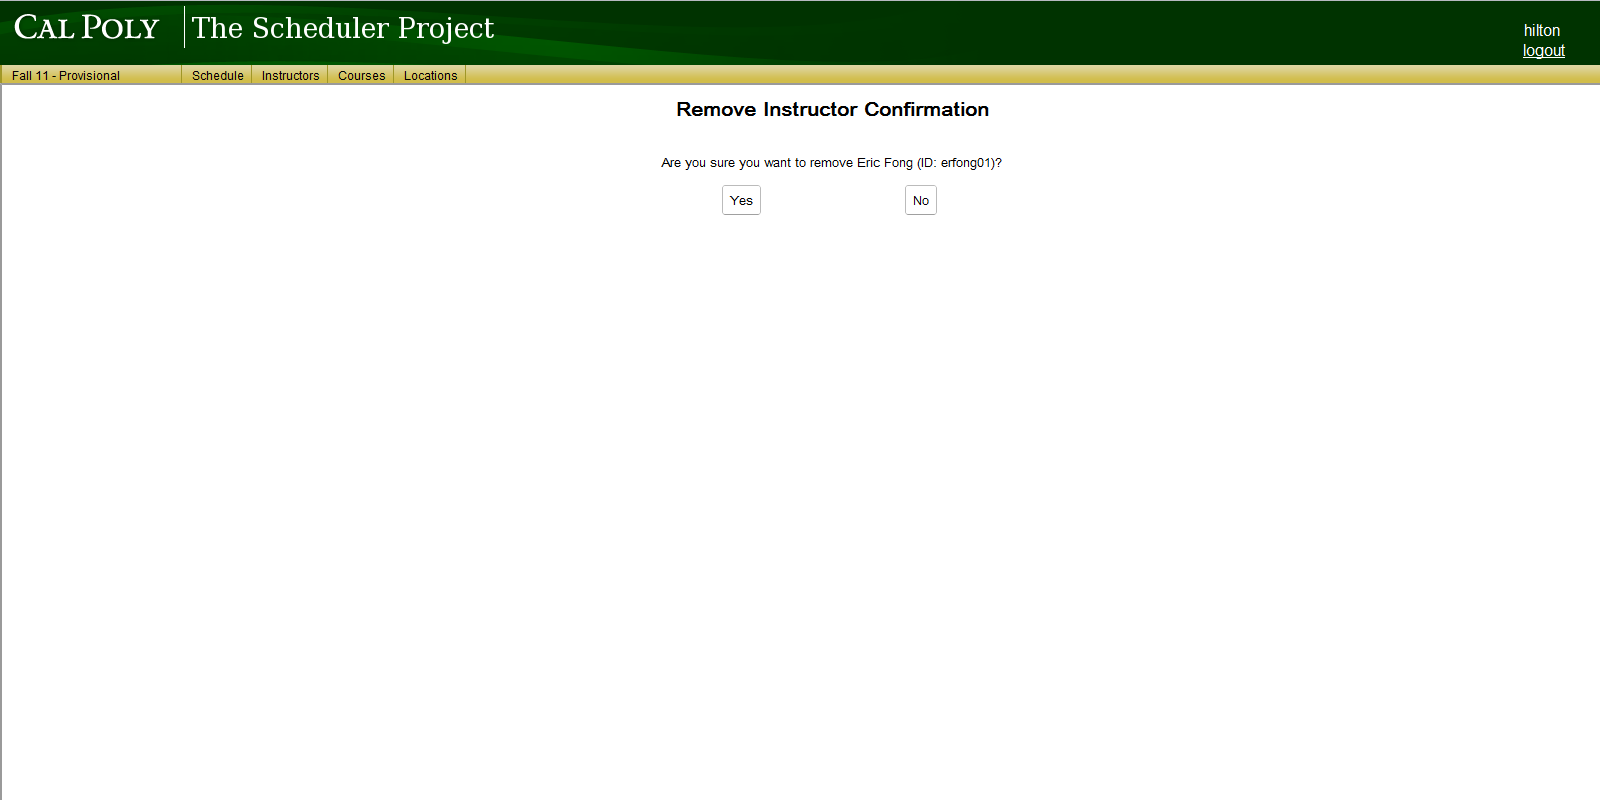 CAL POLY
The Scheduler Project
hilton
logout
Fall 11 - Provisional Schedule Instructors Courses Locations
Remove Instructor Confirmation
Are you sure you want to remove Eric Fong (ID: erfong01)?
Yes No